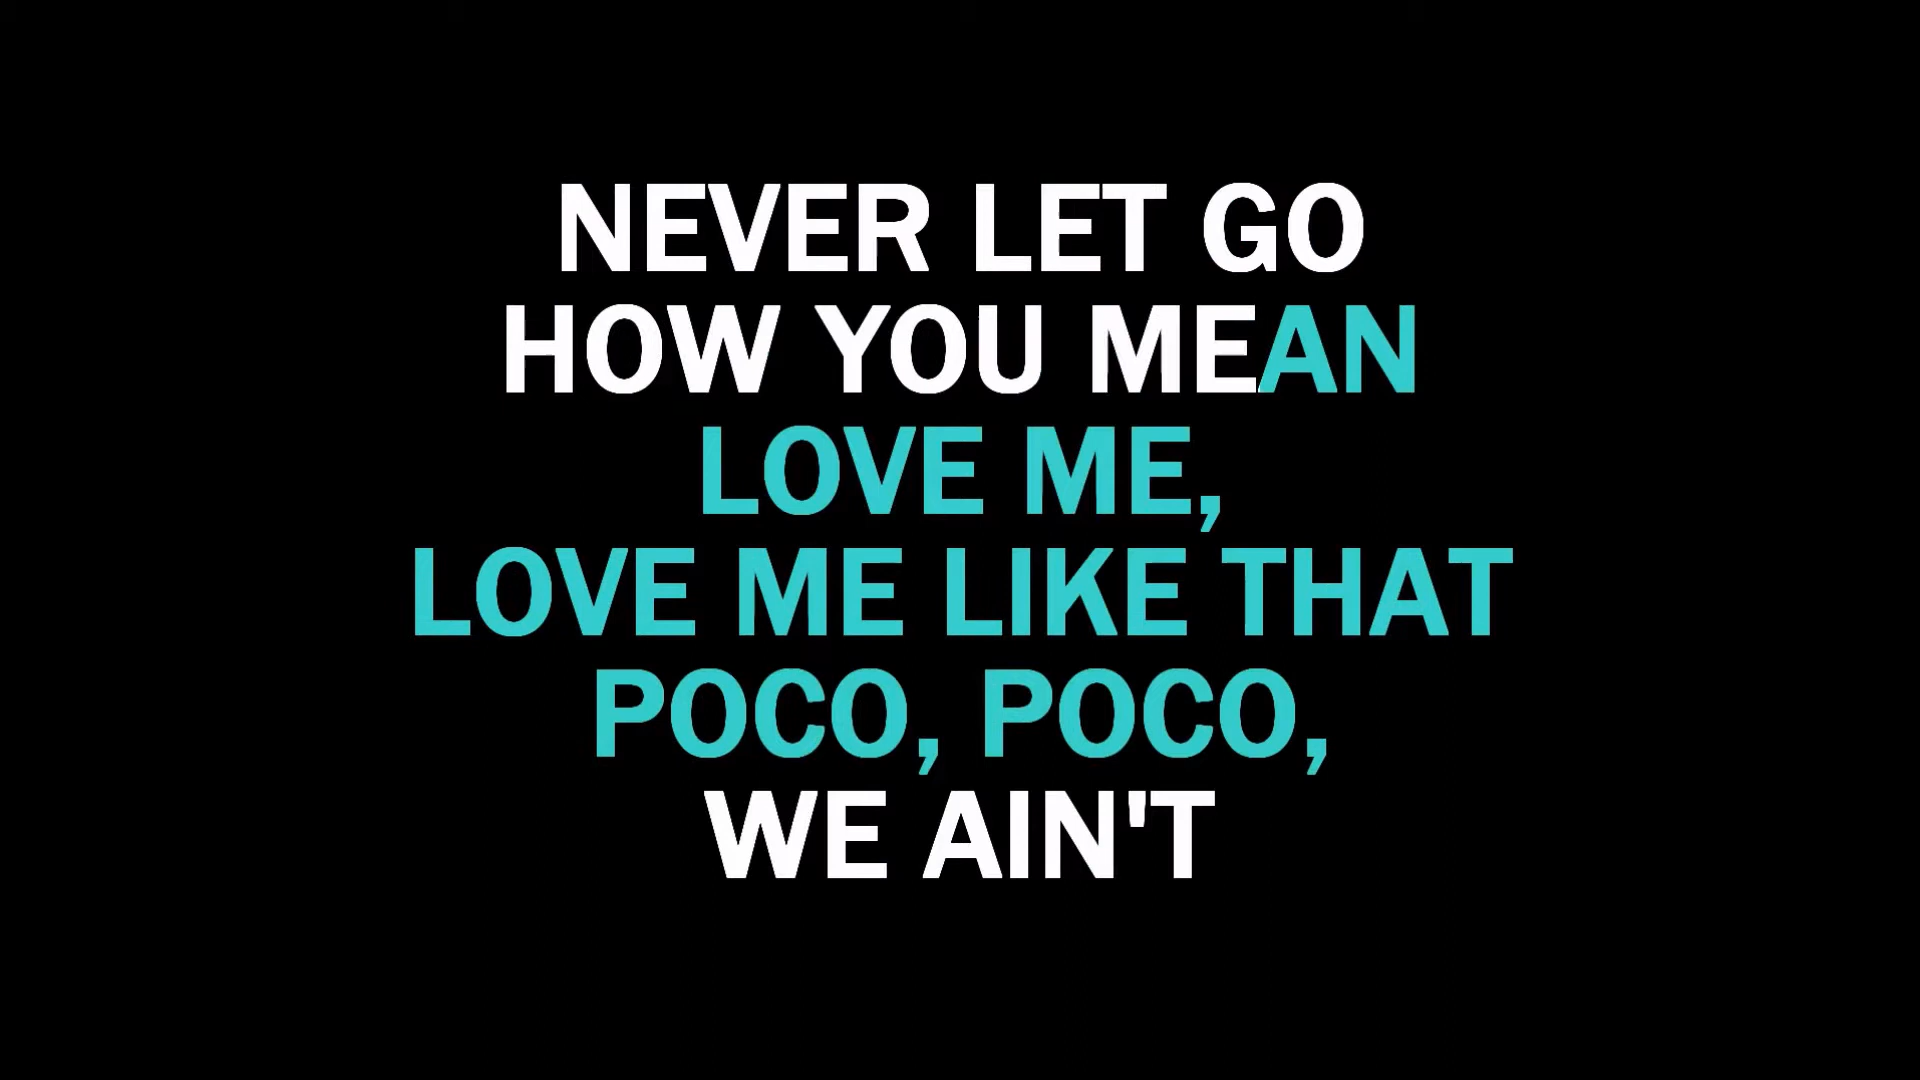 NEVER LET GO
HOW YOU MEAN
LOVE ME,
LOVE ME LIKE THAT
POCO, POCO,
WE AIN'T